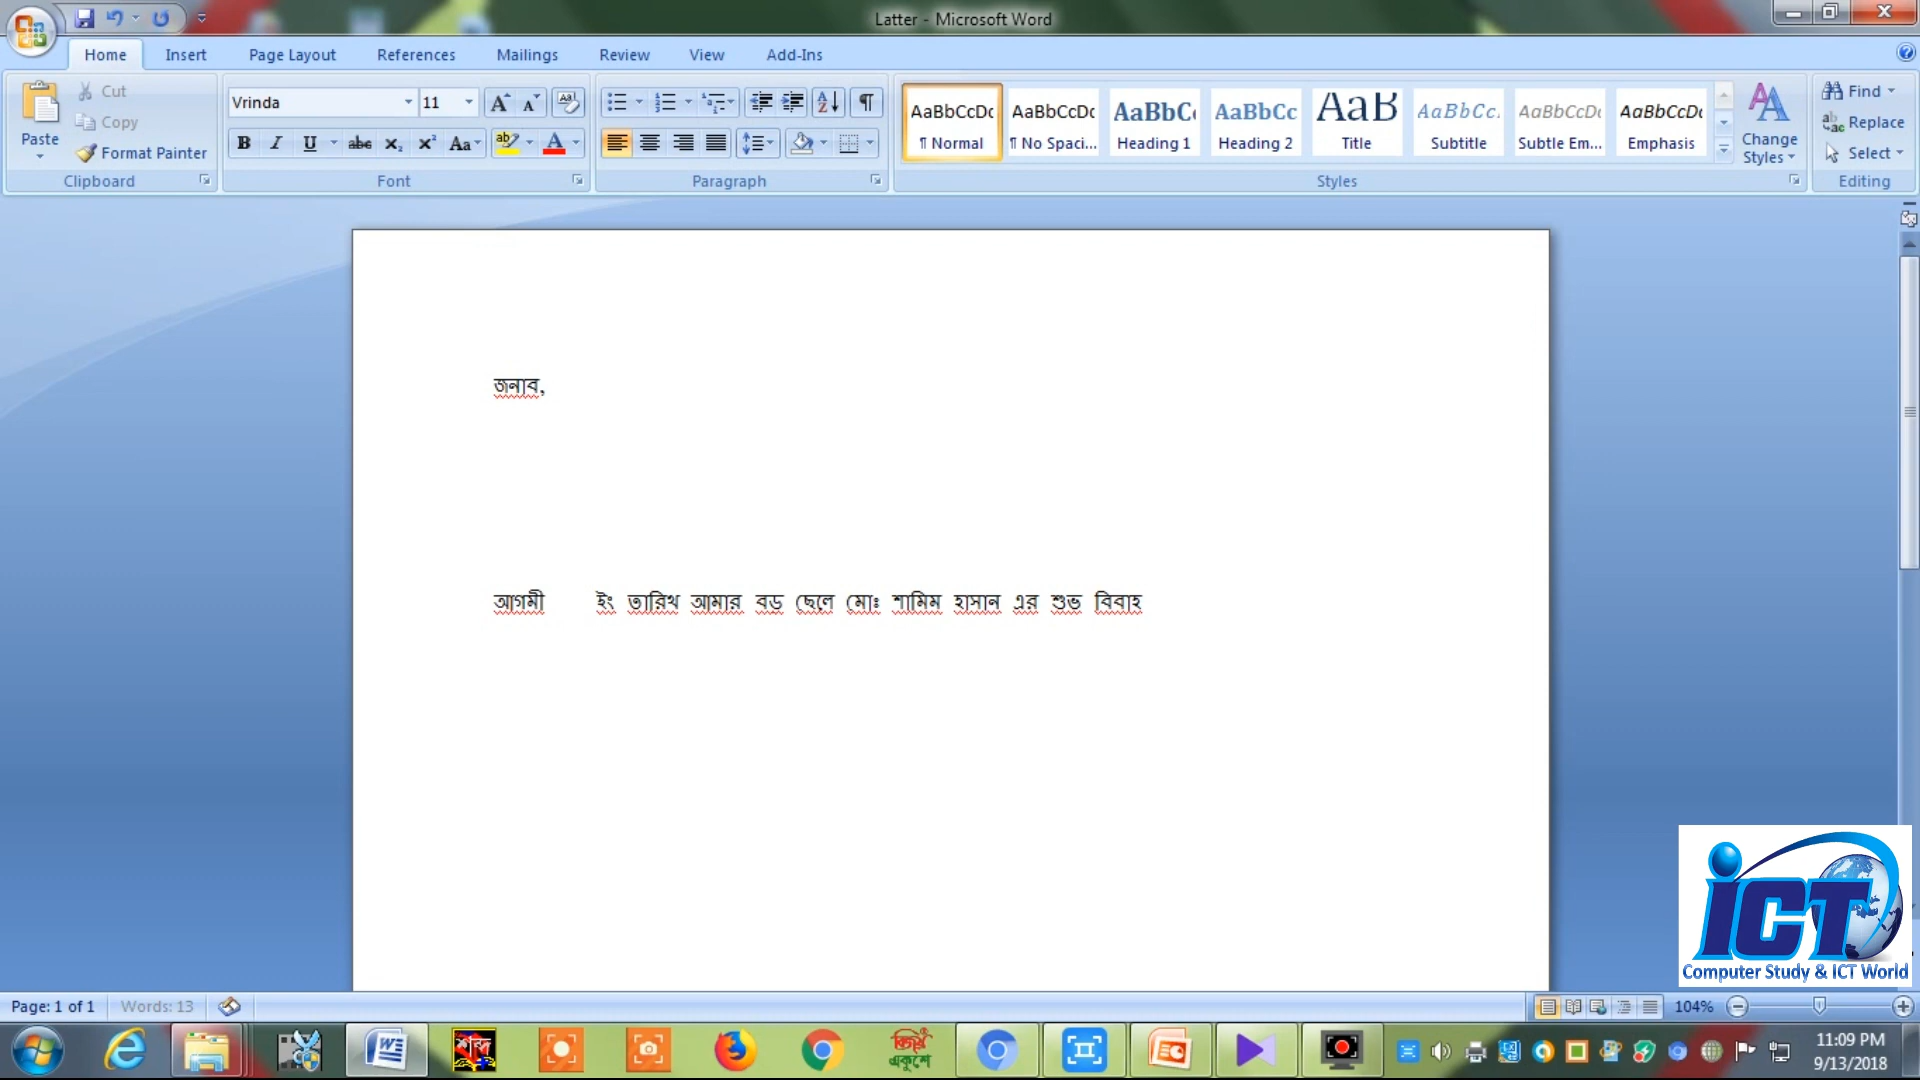 Latter - Microsoft Word
Home Insert Page Layout References Mailings Review View Add-Ins
Paste
Cut
Copy
Format Painter
Clipboard
Vrinda 11
Font
Paragraph
AaBbCcDc AaBbCcDc AaBbC AaBbCc AaB AaBbCc. AaBbCcDc AaBbCcDc
¶ Normal ¶ No Spaci... Heading 1 Heading 2 Title Subtitle Subtle Em... Emphasis
Change Styles
Styles
Find
Replace
Select
Editing
জনাব,
আগমী ইং তারিখ আমার বড ছেলে মোঃ শামিম হাসান এর শুভ বিবাহ
iCT
Computer Study & ICT World
Page: 1 of 1 Words: 13 104%
শব্দ
একুশে
11:09 PM
9/13/2018